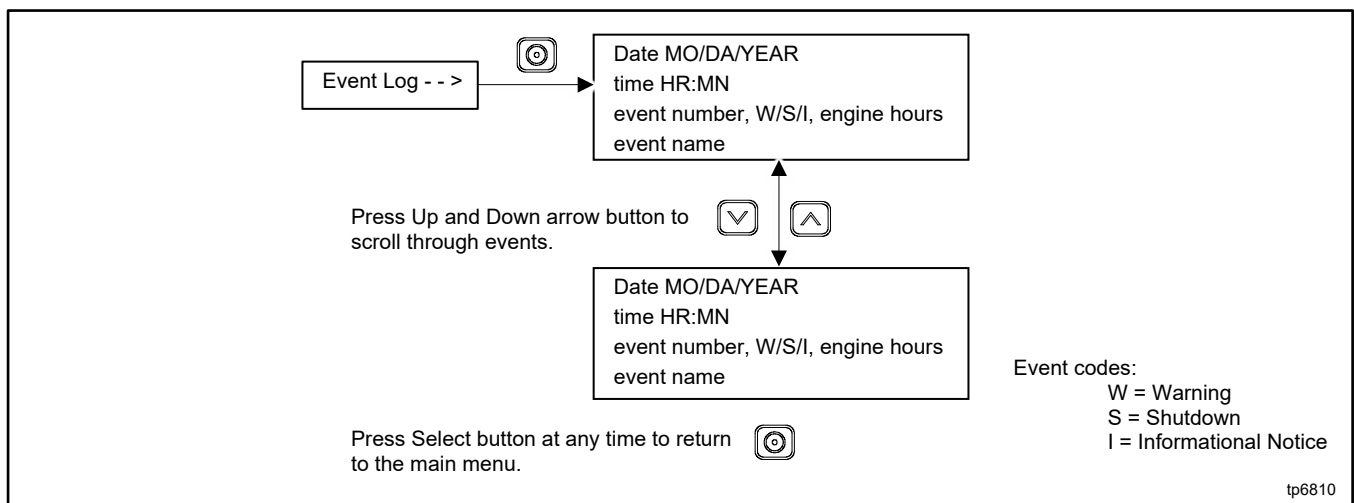 Event Log - - >
Date MO/DA/YEAR
time HR:MN
event number, W/S/I, engine hours
event name
Press Up and Down arrow button to
scroll through events.
Date MO/DA/YEAR
time HR:MN
event number, W/S/I, engine hours
event name
Event codes:
W = Warning
S = Shutdown
I = Informational Notice
Press Select button at any time to return
to the main menu.
tp6810